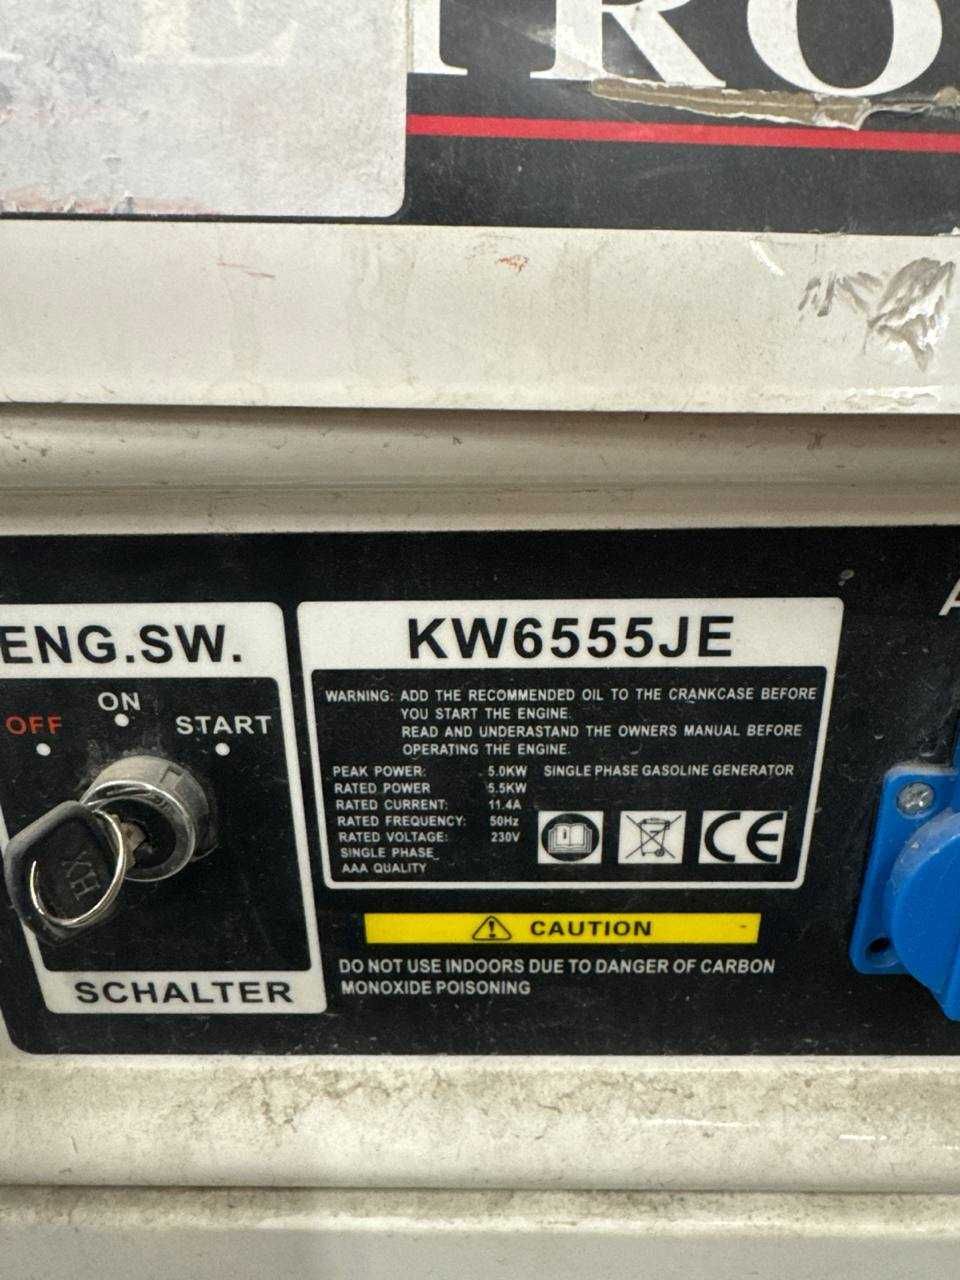 TRO
ENG.SW.
OFF
ON
START
HX
SCHALTER
KW6555JE
WARNING: ADD THE RECOMMENDED OIL TO THE CRANKCASE BEFORE
YOU START THE ENGINE.
READ AND UNDERASTAND THE OWNERS MANUAL BEFORE
OPERATING THE ENGINE.
PEAK POWER: 5.0KW SINGLE PHASE GASOLINE GENERATOR
RATED POWER 5.5KW
RATED CURRENT: 11.4A
RATED FREQUENCY: 50Hz
RATED VOLTAGE: 230V
SINGLE PHASE
AAA QUALITY
CE
CAUTION
DO NOT USE INDOORS DUE TO DANGER OF CARBON
MONOXIDE POISONING